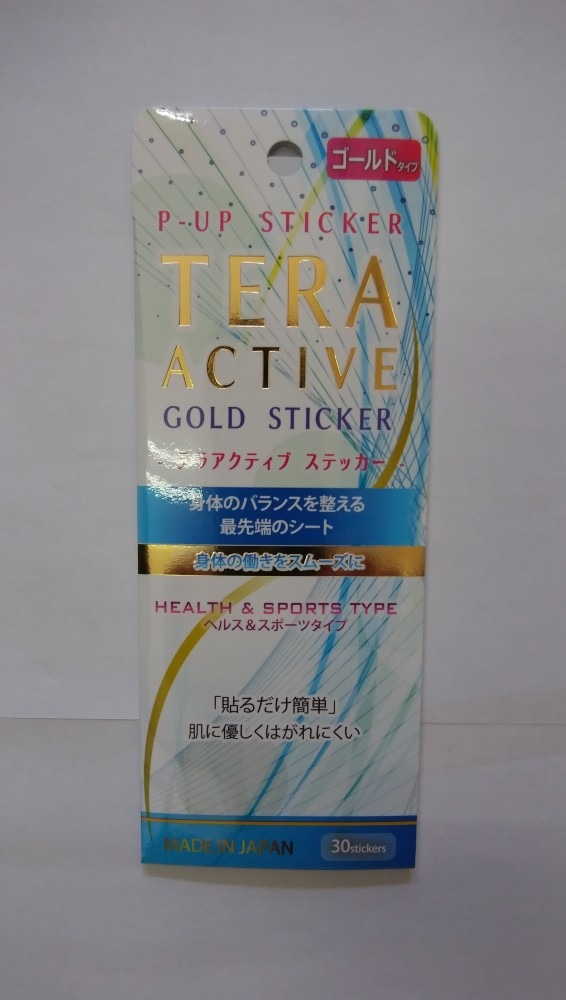 ゴールドタイプ
P-UP STICKER
TERA
ACTIVE
GOLD STICKER
- テラアクティブ ステッカー -
身体のバランスを整える
最先端のシート
身体の働きをスムーズに
HEALTH & SPORTS TYPE
ヘルス&スポーツタイプ
「貼るだけ簡単」
肌に優しくはがれにくい
MADE IN JAPAN
30stickers